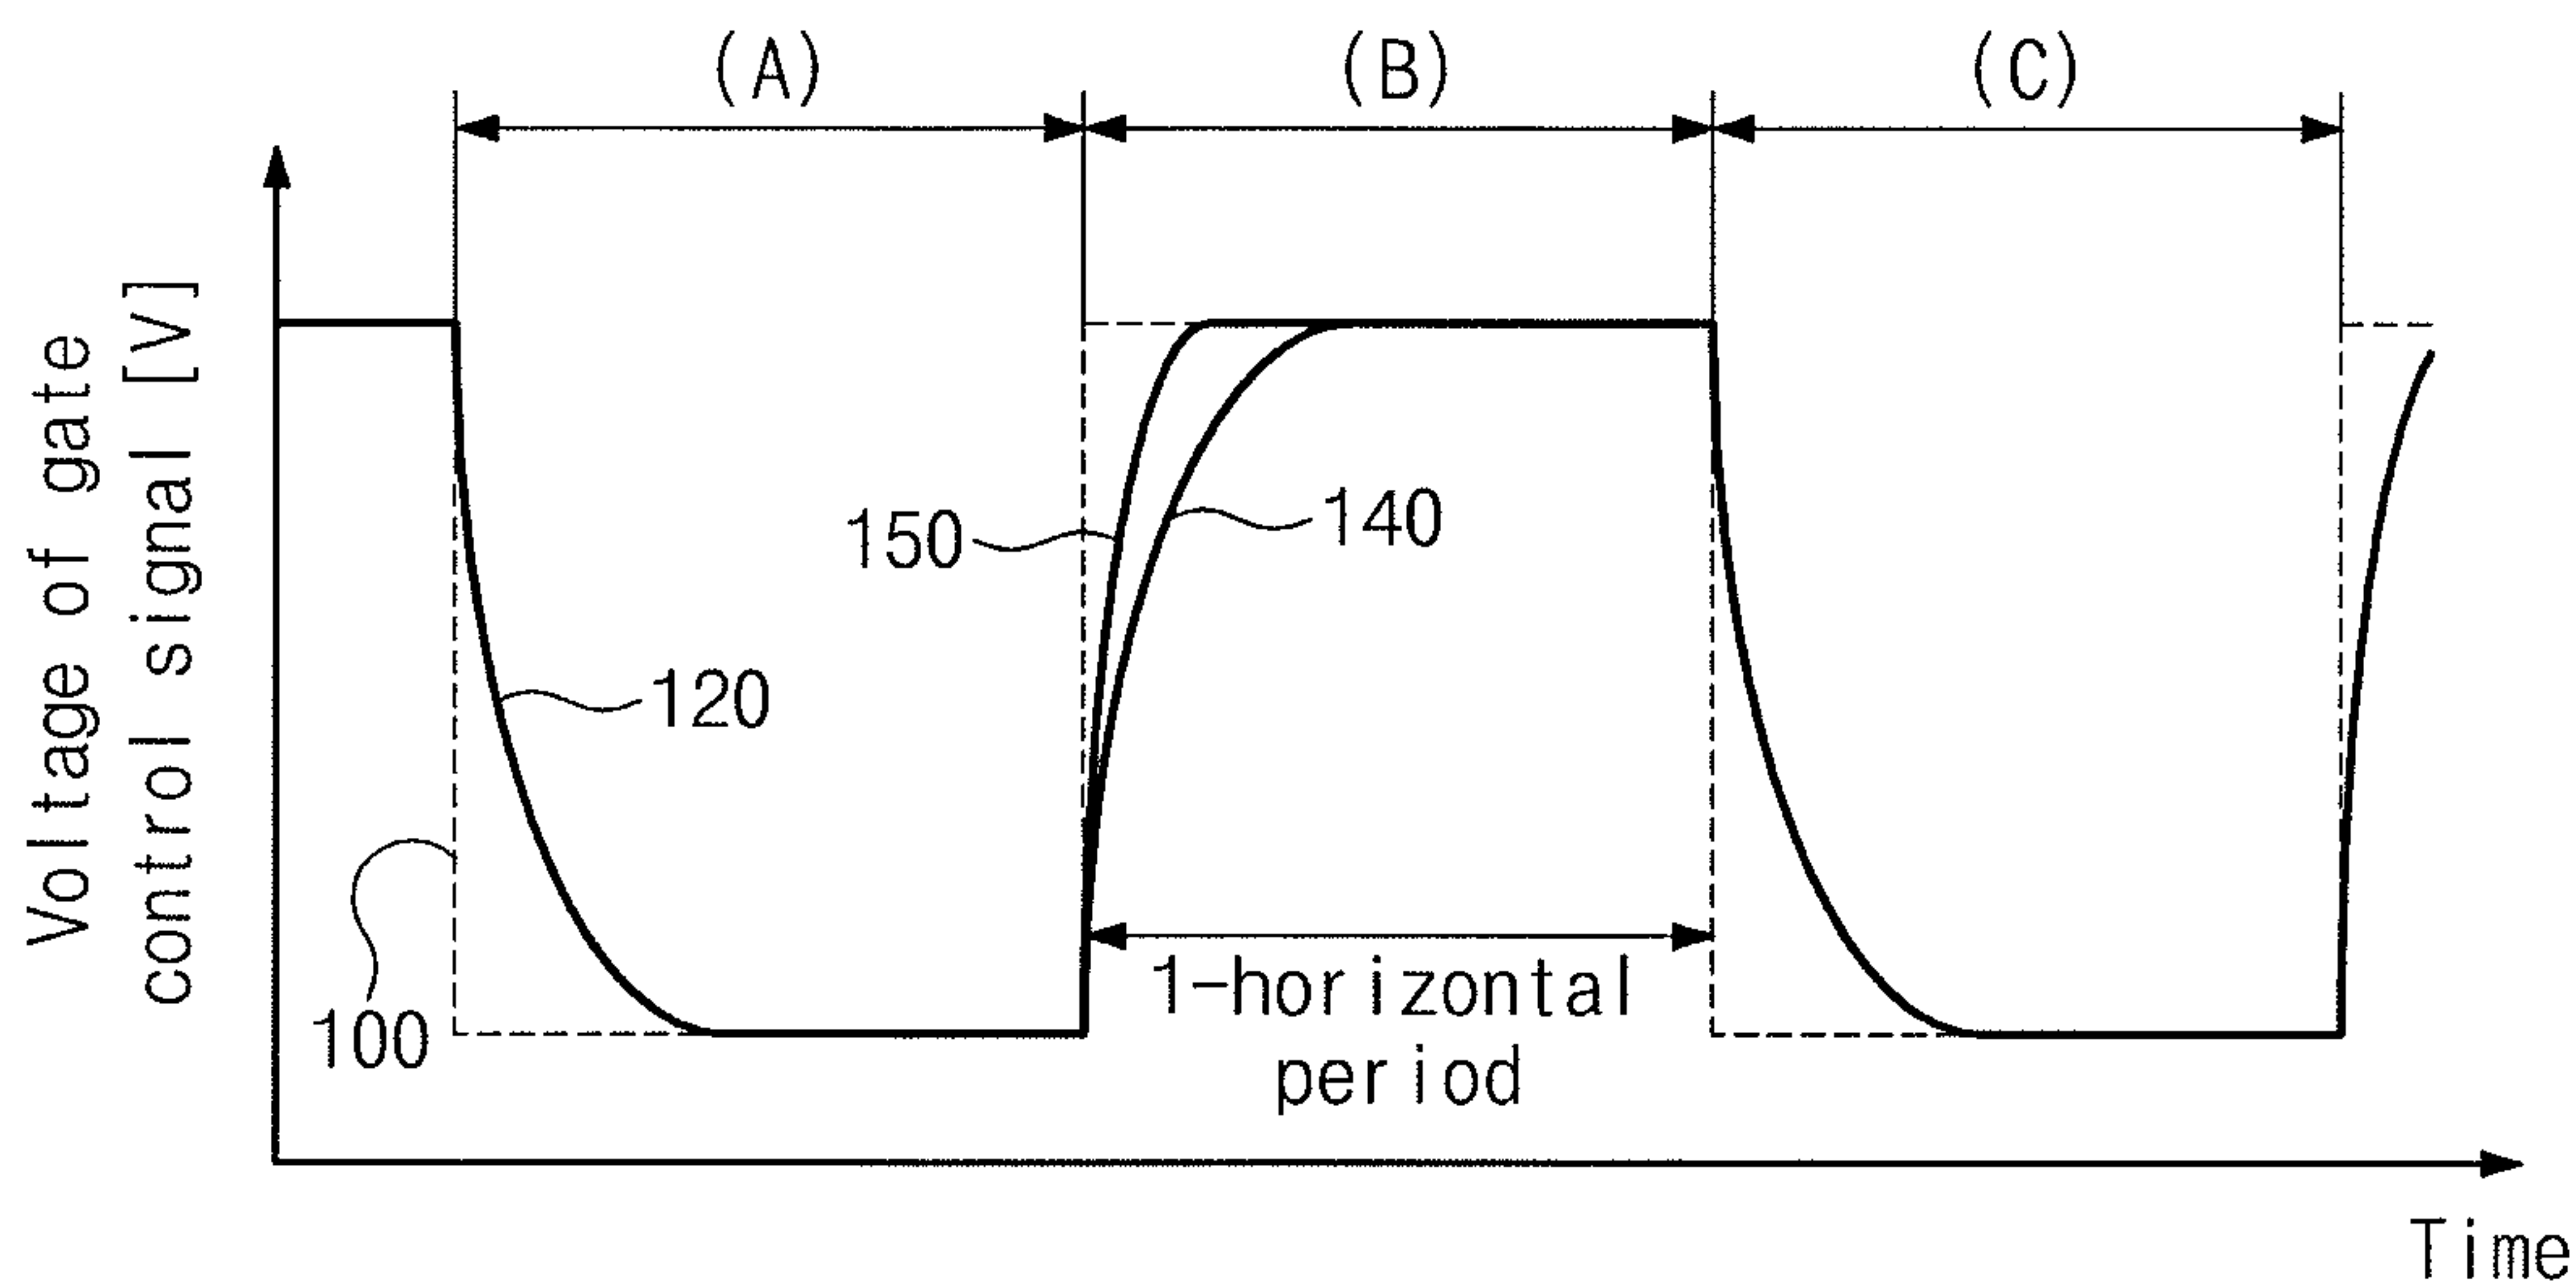 (A)
(B)
(C)
Voltage of gate
control signal [V]
150
140
120
100
1-horizontal
period
Time